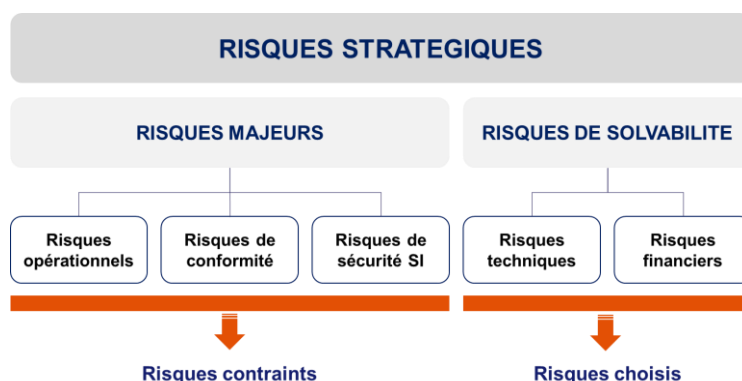 RISQUES STRATEGIQUES
RISQUES MAJEURS
RISQUES DE SOLVABILITE
Risques
opérationnels
Risques de
conformité
Risques de
sécurité SI
Risques
techniques
Risques
financiers
Risques contraints
Risques choisis